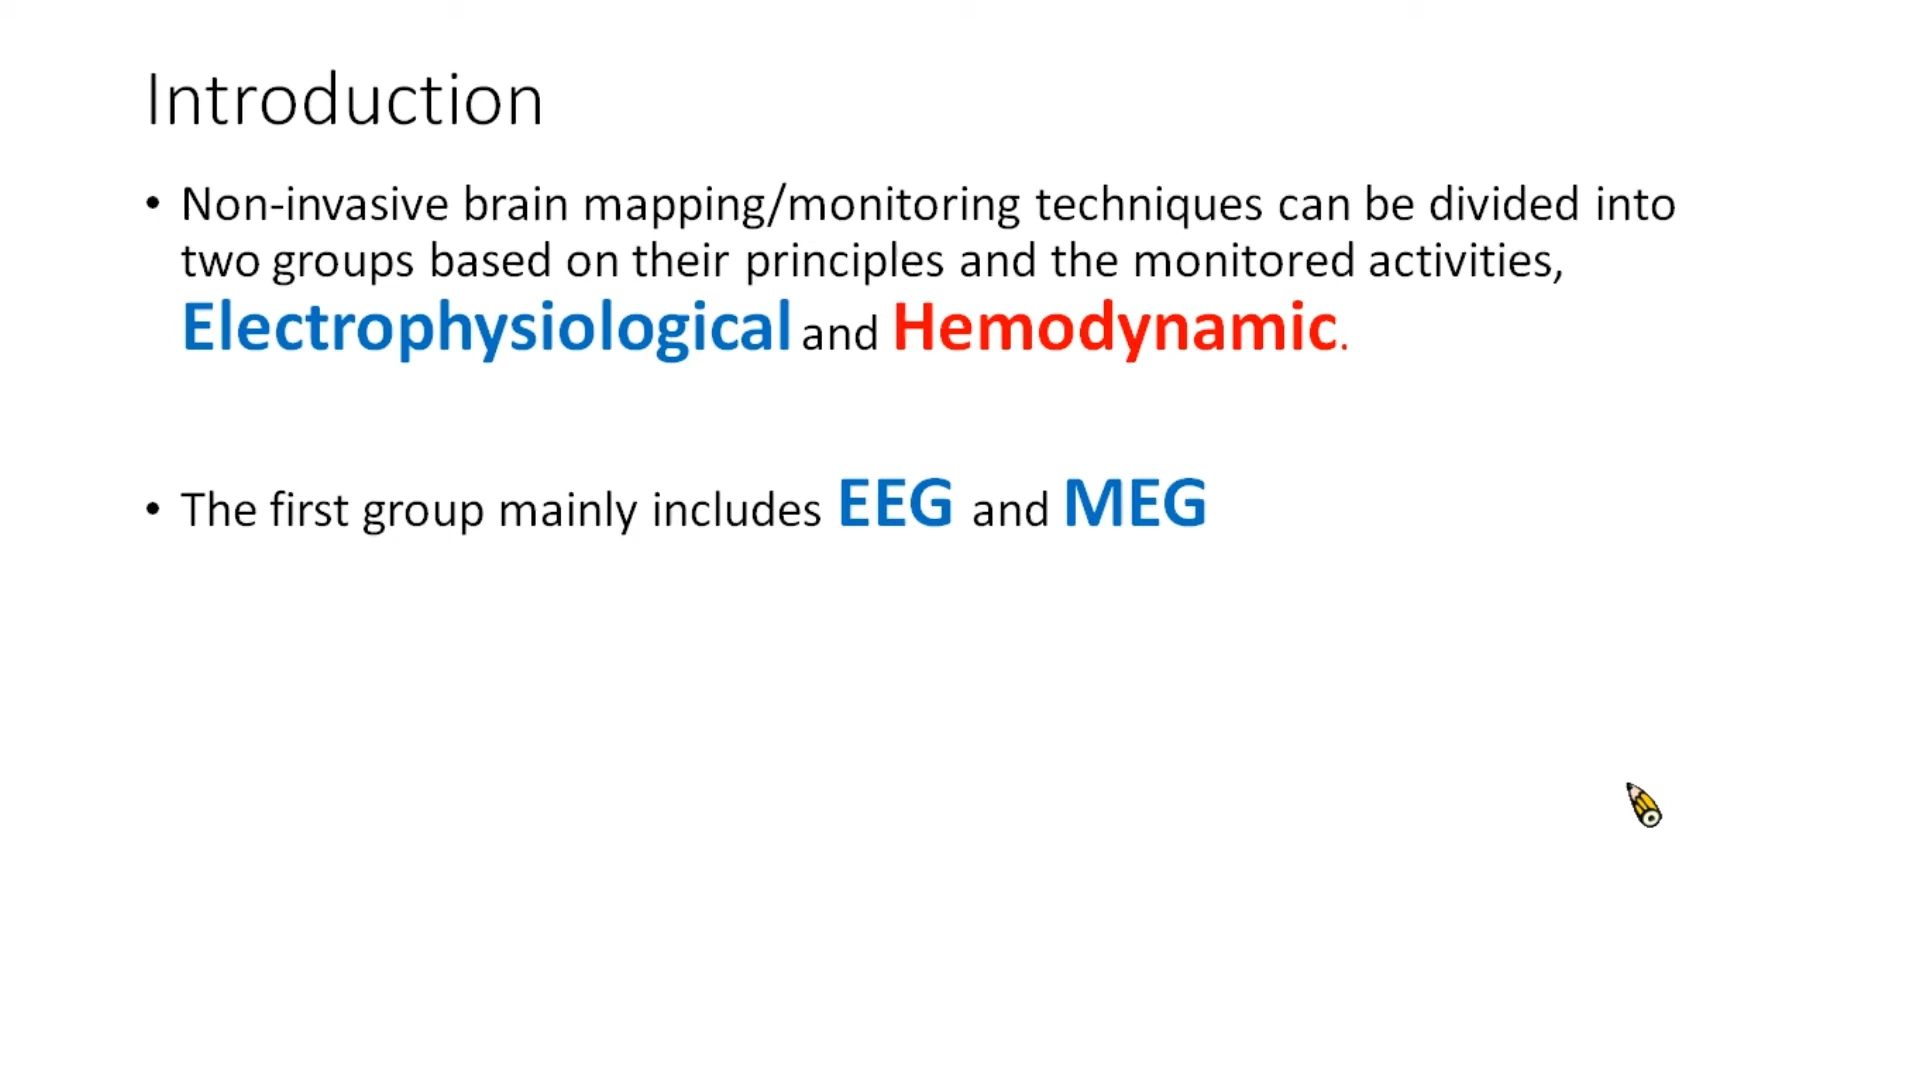 Introduction
• Non-invasive brain mapping/monitoring techniques can be divided into
two groups based on their principles and the monitored activities,
Electrophysiological and Hemodynamic.
• The first group mainly includes EEG and MEG